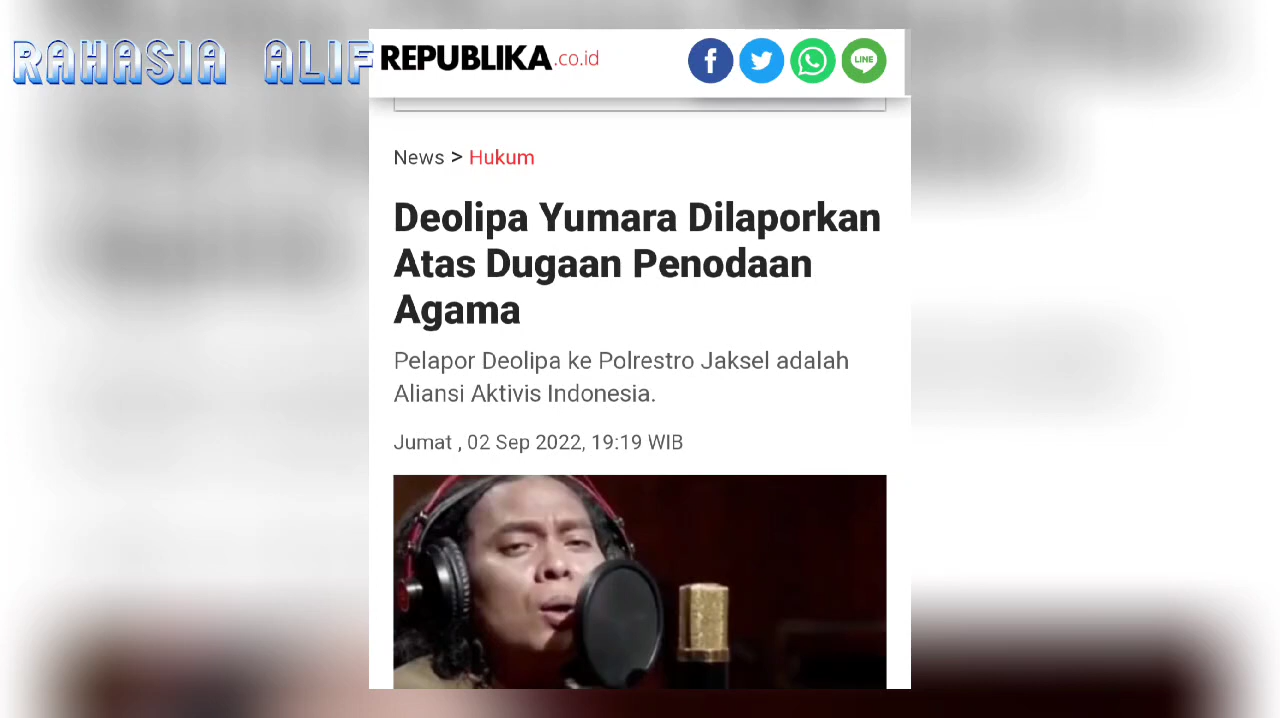 RAHASIA ALIF
REPUBLIKA.co.id
LINE
News > Hukum
Deolipa Yumara Dilaporkan
Atas Dugaan Penodaan
Agama
Pelapor Deolipa ke Polrestro Jaksel adalah
Aliansi Aktivis Indonesia.
Jumat , 02 Sep 2022, 19:19 WIB